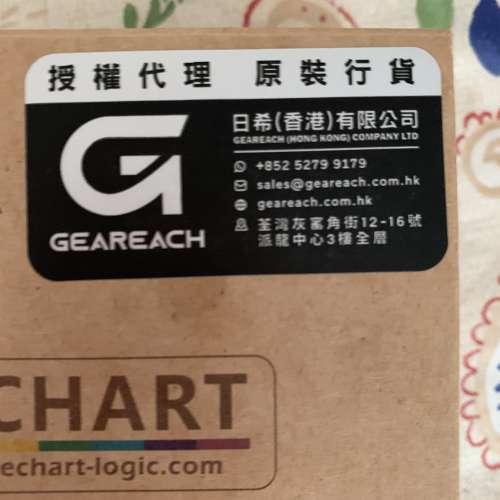 授權代理 原裝行貨
日希(香港)有限公司
GEAREACH (HONG KONG) COMPANY LTD
+852 5279 9179
sales@geareach.com.hk
geareach.com.hk
荃灣灰窰角街12-16號
派龍中心3樓全層
GEAREACH
CHART
echart-logic.com